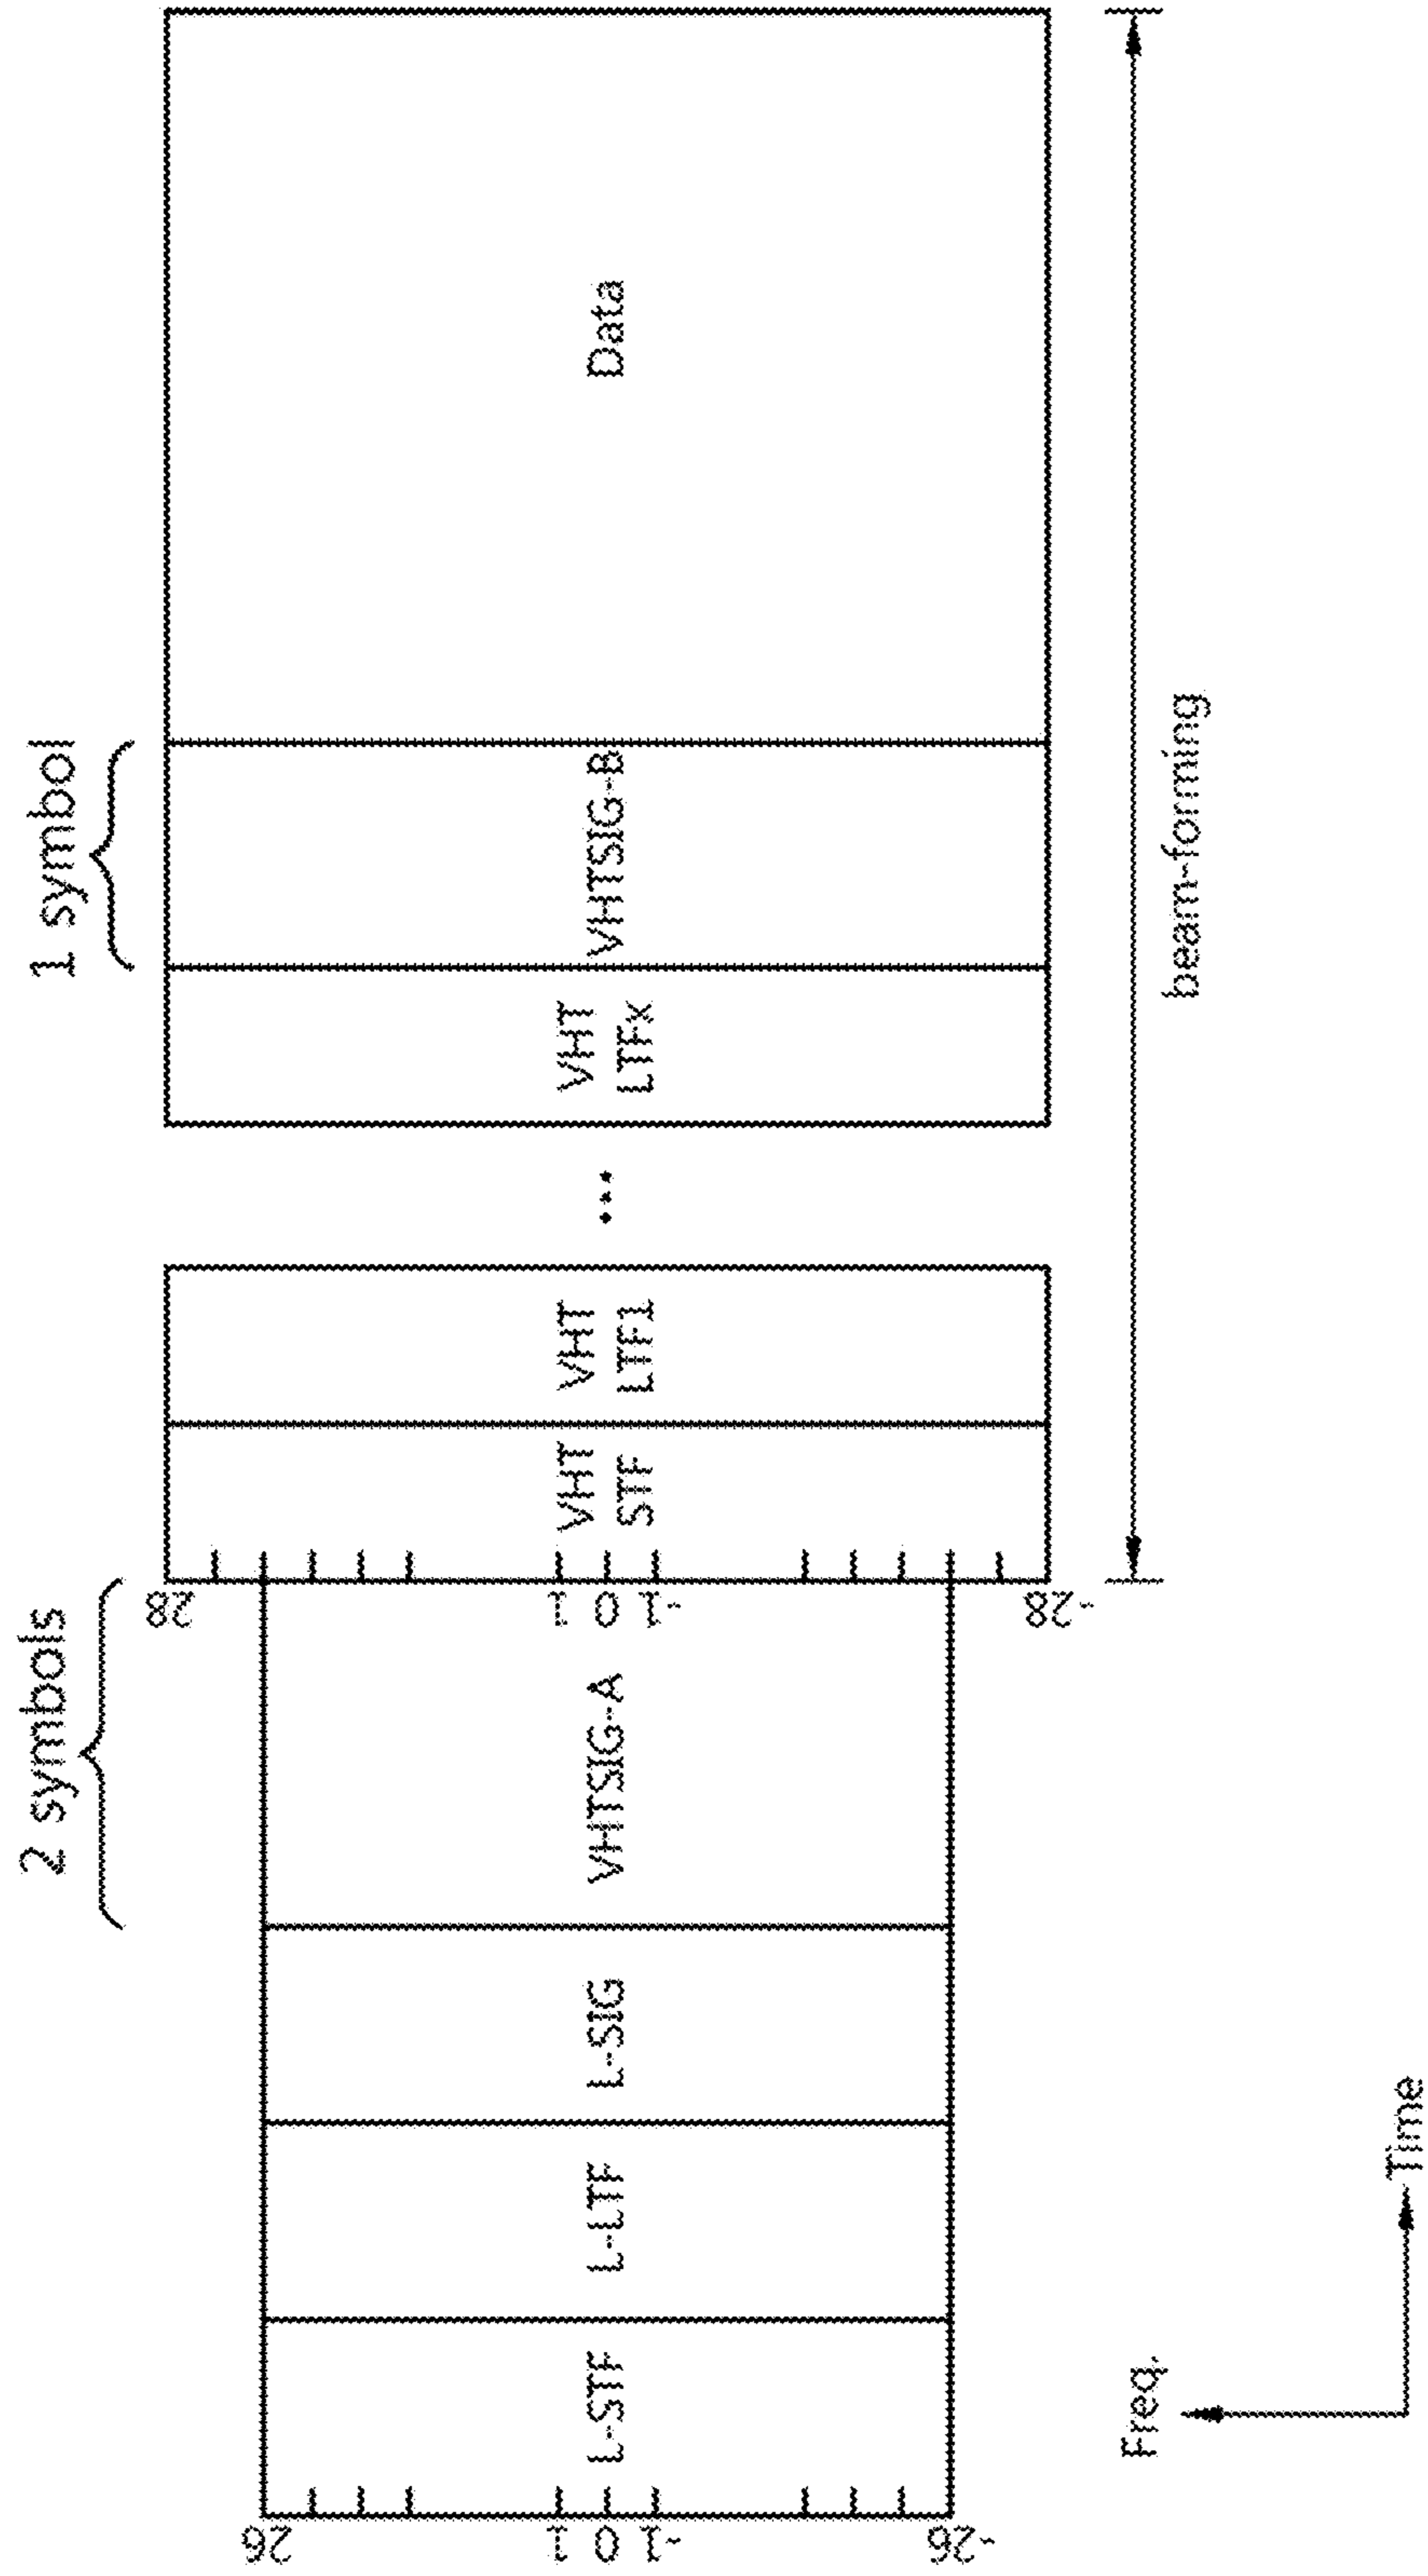 2 symbols
1 symbol
28
26
L-STF
L-LTF
L-SIG
VHTSIG-A
VHT
STF
VHT
LTF1
...
VHT
LTFx
VHTSIG-B
Data
1
0
-1
1
0
-1
-26
-28
beam-forming
Freq.
Time